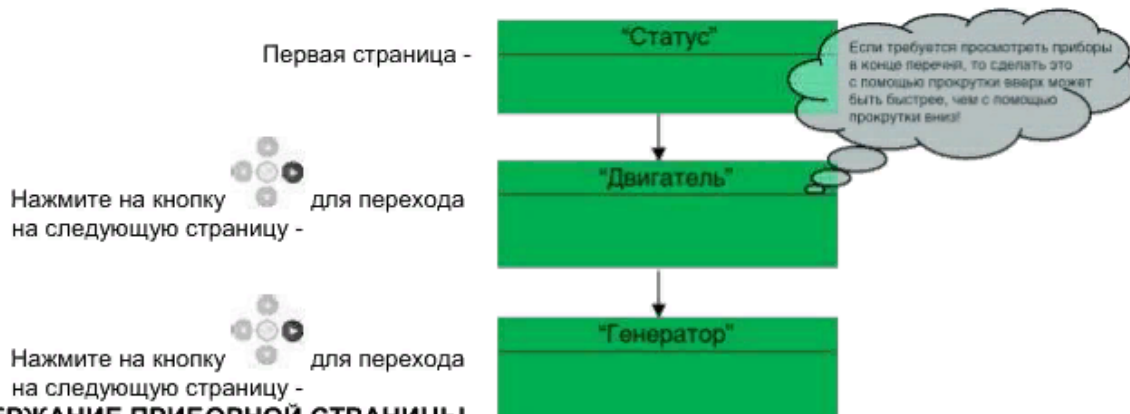 Первая страница -
"Статус"
Если требуется просмотреть приборы
в конце перечня, то сделать это
с помощью прокрутки вверх может
быть быстрее, чем с помощью
прокрутки вниз!
Нажмите на кнопку для перехода
на следующую страницу -
"Двигатель"
Нажмите на кнопку для перехода
на следующую страницу -
"Генератор"
ПРИБОРНОЙ СТРАНИЦЫ